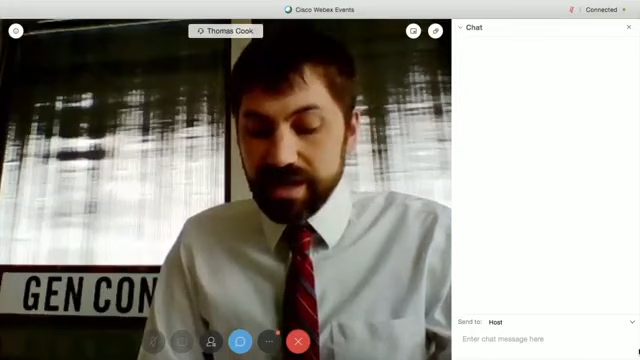 Cisco Webex Events
Connected
Thomas Cook
Chat
GEN CON
Send to: Host
Enter chat message here